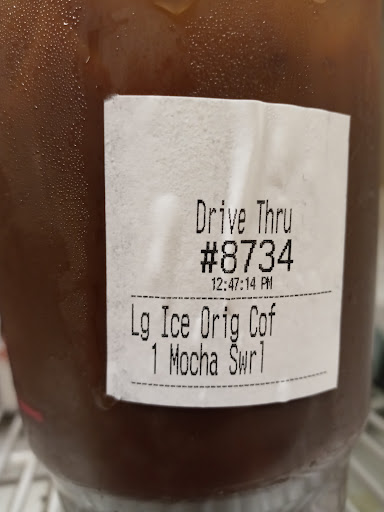 Drive Thru
#8734
12:47:14 PM
Lg Ice Orig Cof
1 Mocha Swrl